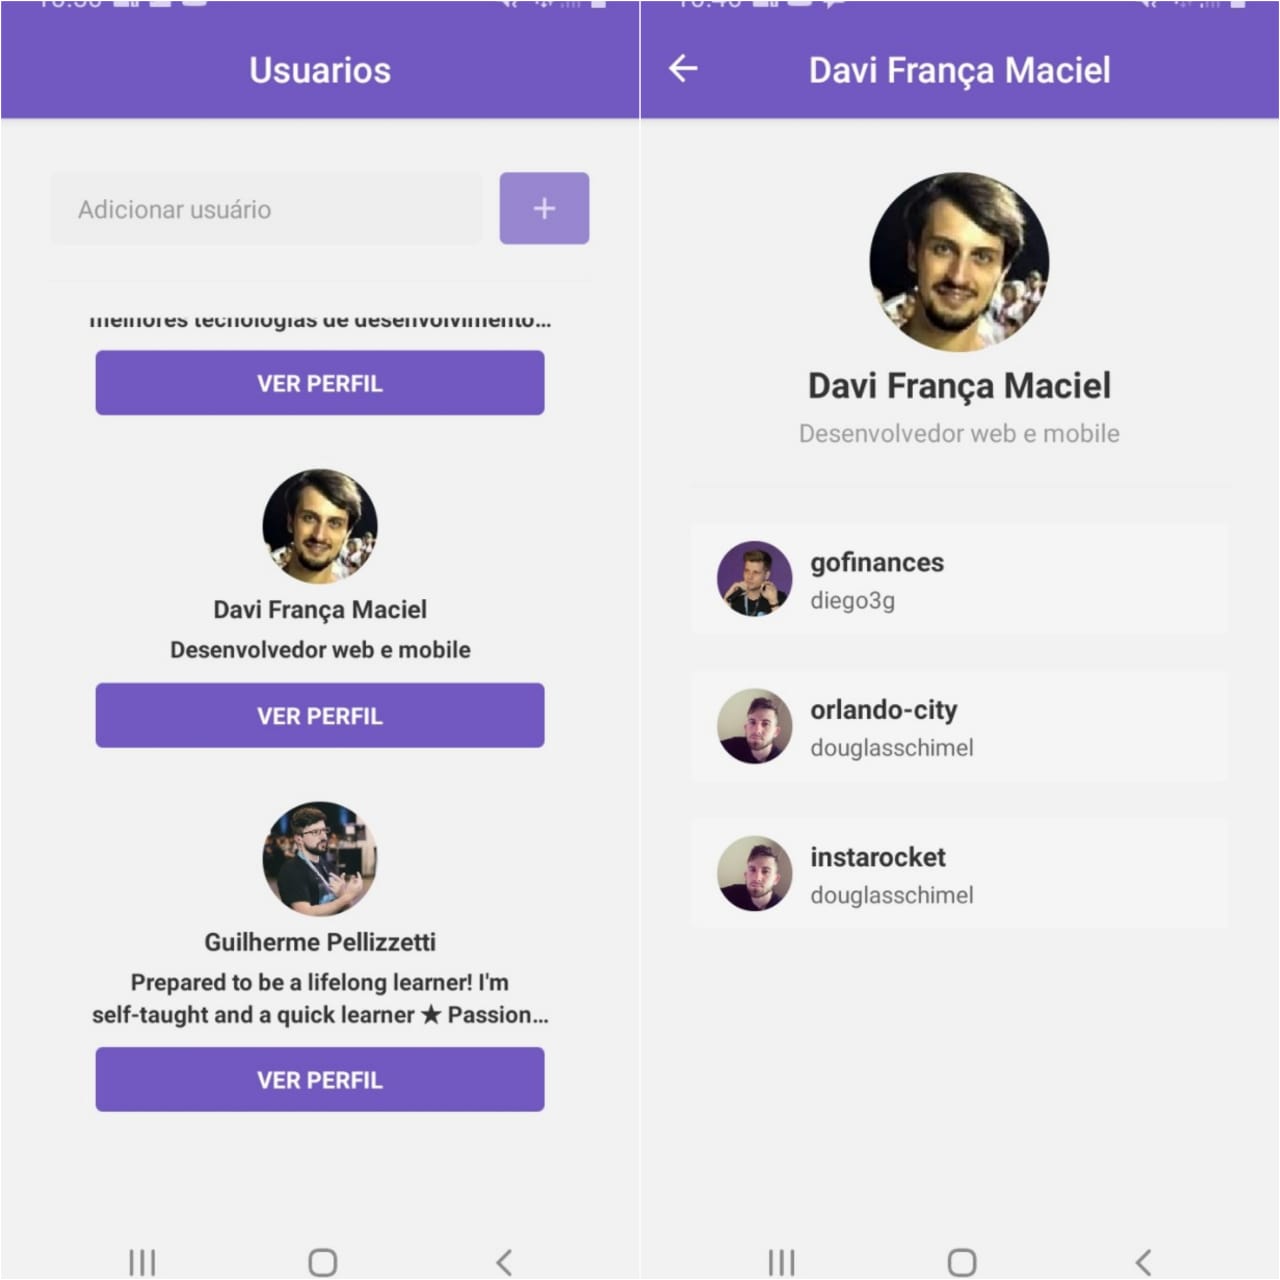 Usuarios
Adicionar usuário
+
melhores tecnologias de desenvolvimento...
VER PERFIL
Davi França Maciel
Desenvolvedor web e mobile
VER PERFIL
Guilherme Pellizzetti
Prepared to be a lifelong learner! I'm
self-taught and a quick learner ★ Passion...
VER PERFIL
Davi França Maciel
Davi França Maciel
Desenvolvedor web e mobile
gofinances
diego3g
orlando-city
douglasschimel
instarocket
douglasschimel